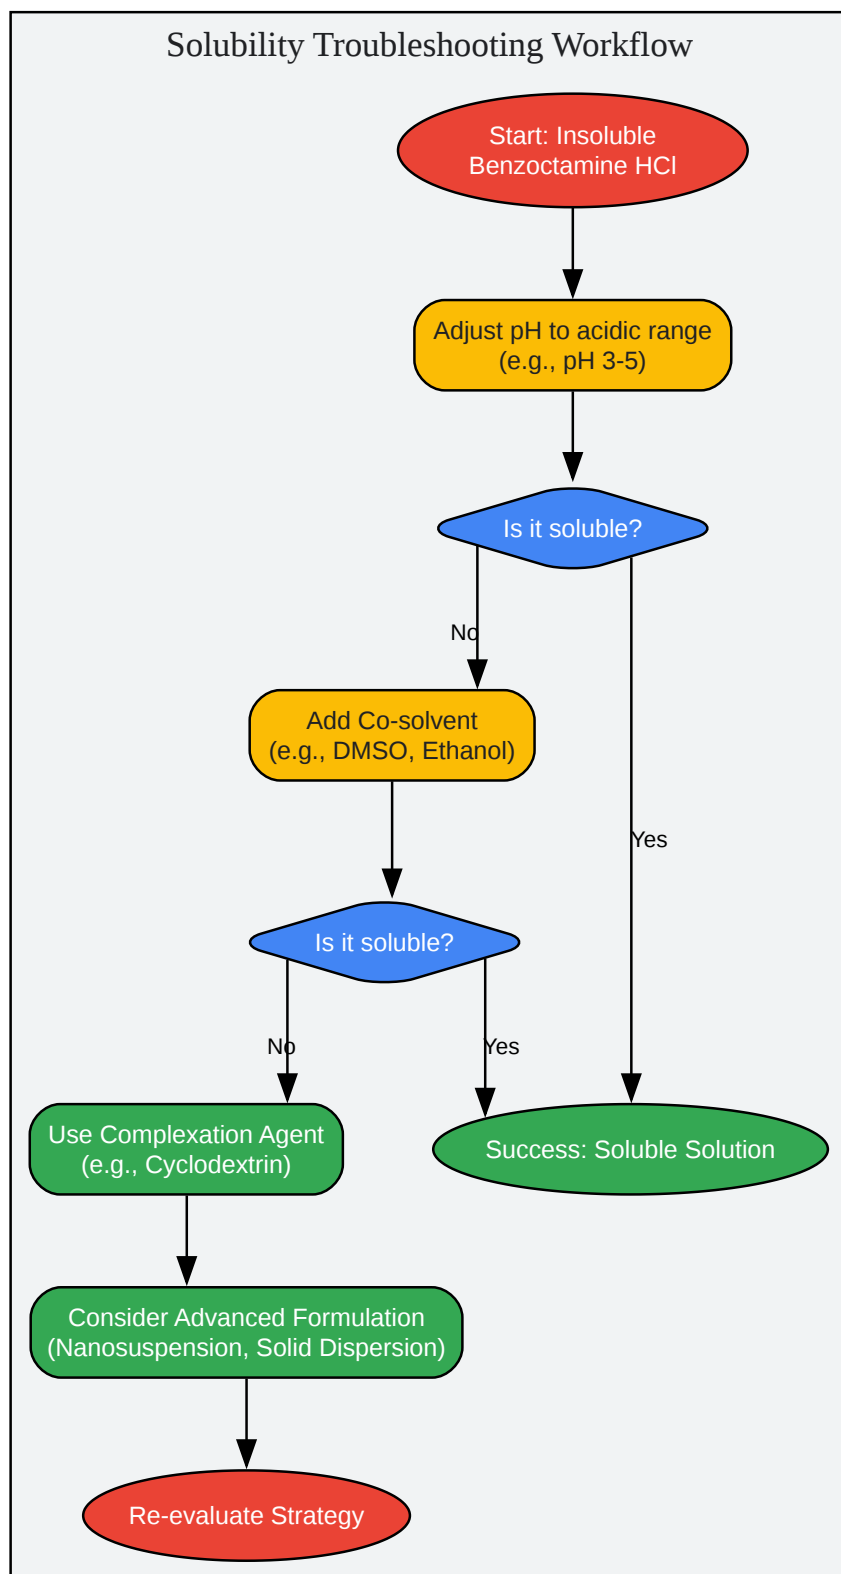 Solubility Troubleshooting Workflow
Start: Insoluble
Benzoctamine HCl
Adjust pH to acidic range
(e.g., pH 3-5)
Is it soluble?
No
Add Co-solvent
(e.g., DMSO, Ethanol)
Yes
Is it soluble?
No
Yes
Use Complexation Agent
(e.g., Cyclodextrin)
Success: Soluble Solution
Consider Advanced Formulation
(Nanosuspension, Solid Dispersion)
Re-evaluate Strategy